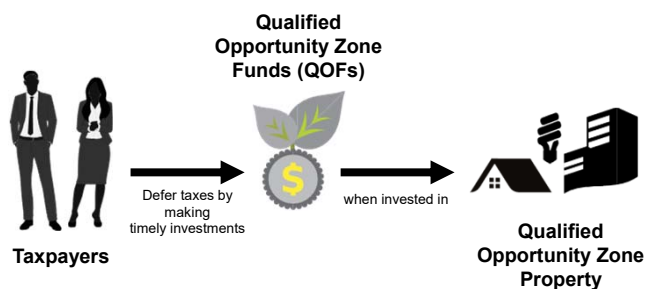 Qualified
Opportunity Zone
Funds (QOFs)
$
Defer taxes by
making
timely investments
when invested in
Taxpayers
Qualified
Opportunity Zone
Property